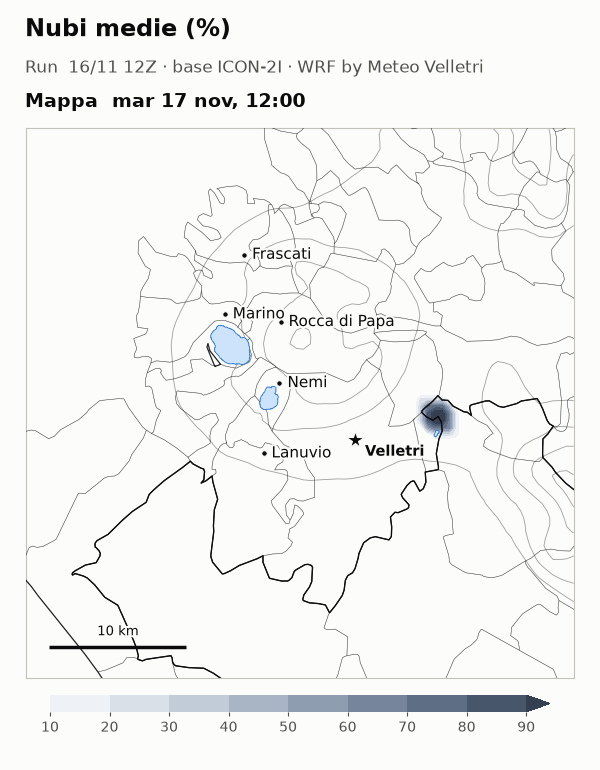 Nubi medie (%)
Run  16/11 12Z · base ICON-2I · WRF by Meteo Velletri
Mappa  mar 17 nov, 12:00
Frascati
Marino
Rocca di Papa
Nemi
Velletri
Lanuvio
10 km
10 20 30 40 50 60 70 80 90